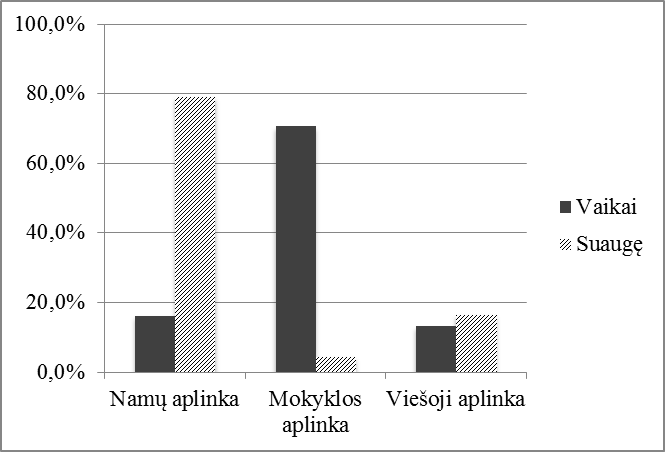 100,0%
80,0%
60,0%
40,0%
20,0%
0,0%
Namų aplinka
Mokyklos
aplinka
Viešoji aplinka
Vaikai
Suaugę